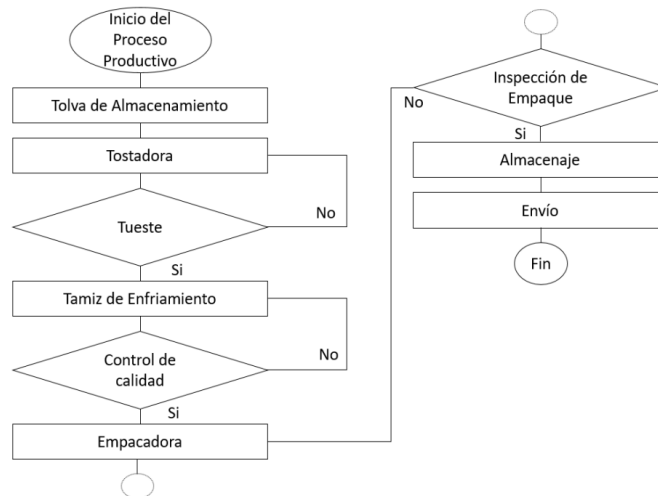 Inicio del
Proceso
Productivo
Tolva de Almacenamiento
Tostadora
Tueste
No
Si
Tamiz de Enfriamiento
Control de
calidad
No
Si
Empacadora
Inspección de
Empaque
No
Si
Almacenaje
Envío
Fin